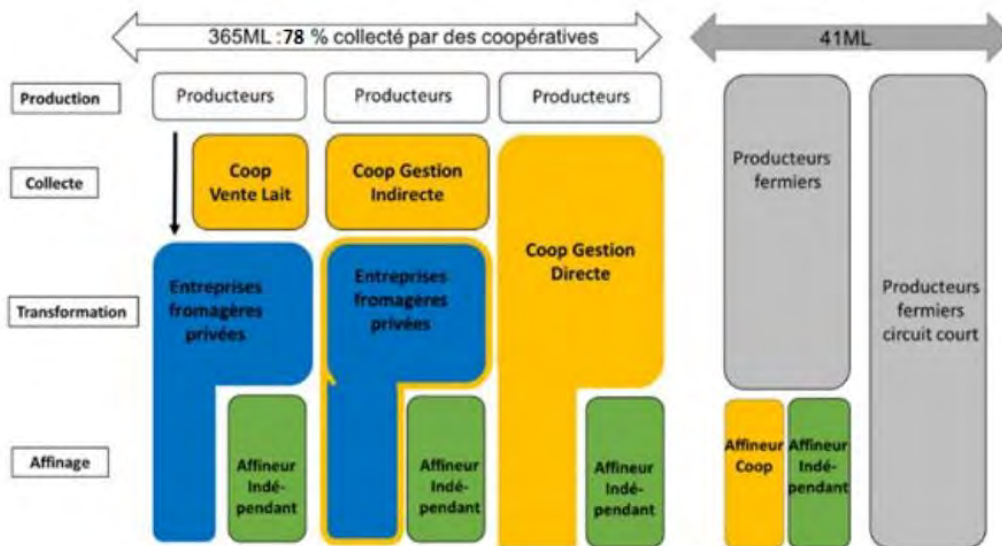 365ML :78 % collecté par des coopératives
41ML
Production
Producteurs
Producteurs
Producteurs
Producteurs
fermiers
Producteurs
fermiers
circuit court
Collecte
Coop
Vente Lait
Coop Gestion
Indirecte
Coop Gestion
Directe
Transformation
Entreprises
fromagères
privées
Entreprises
fromagères
privées
Affinage
Affineur
Indé-
pendant
Affineur
Indé-
pendant
Affineur
Indé-
pendant
Affineur
Coop
Affineur
Indé-
pendant